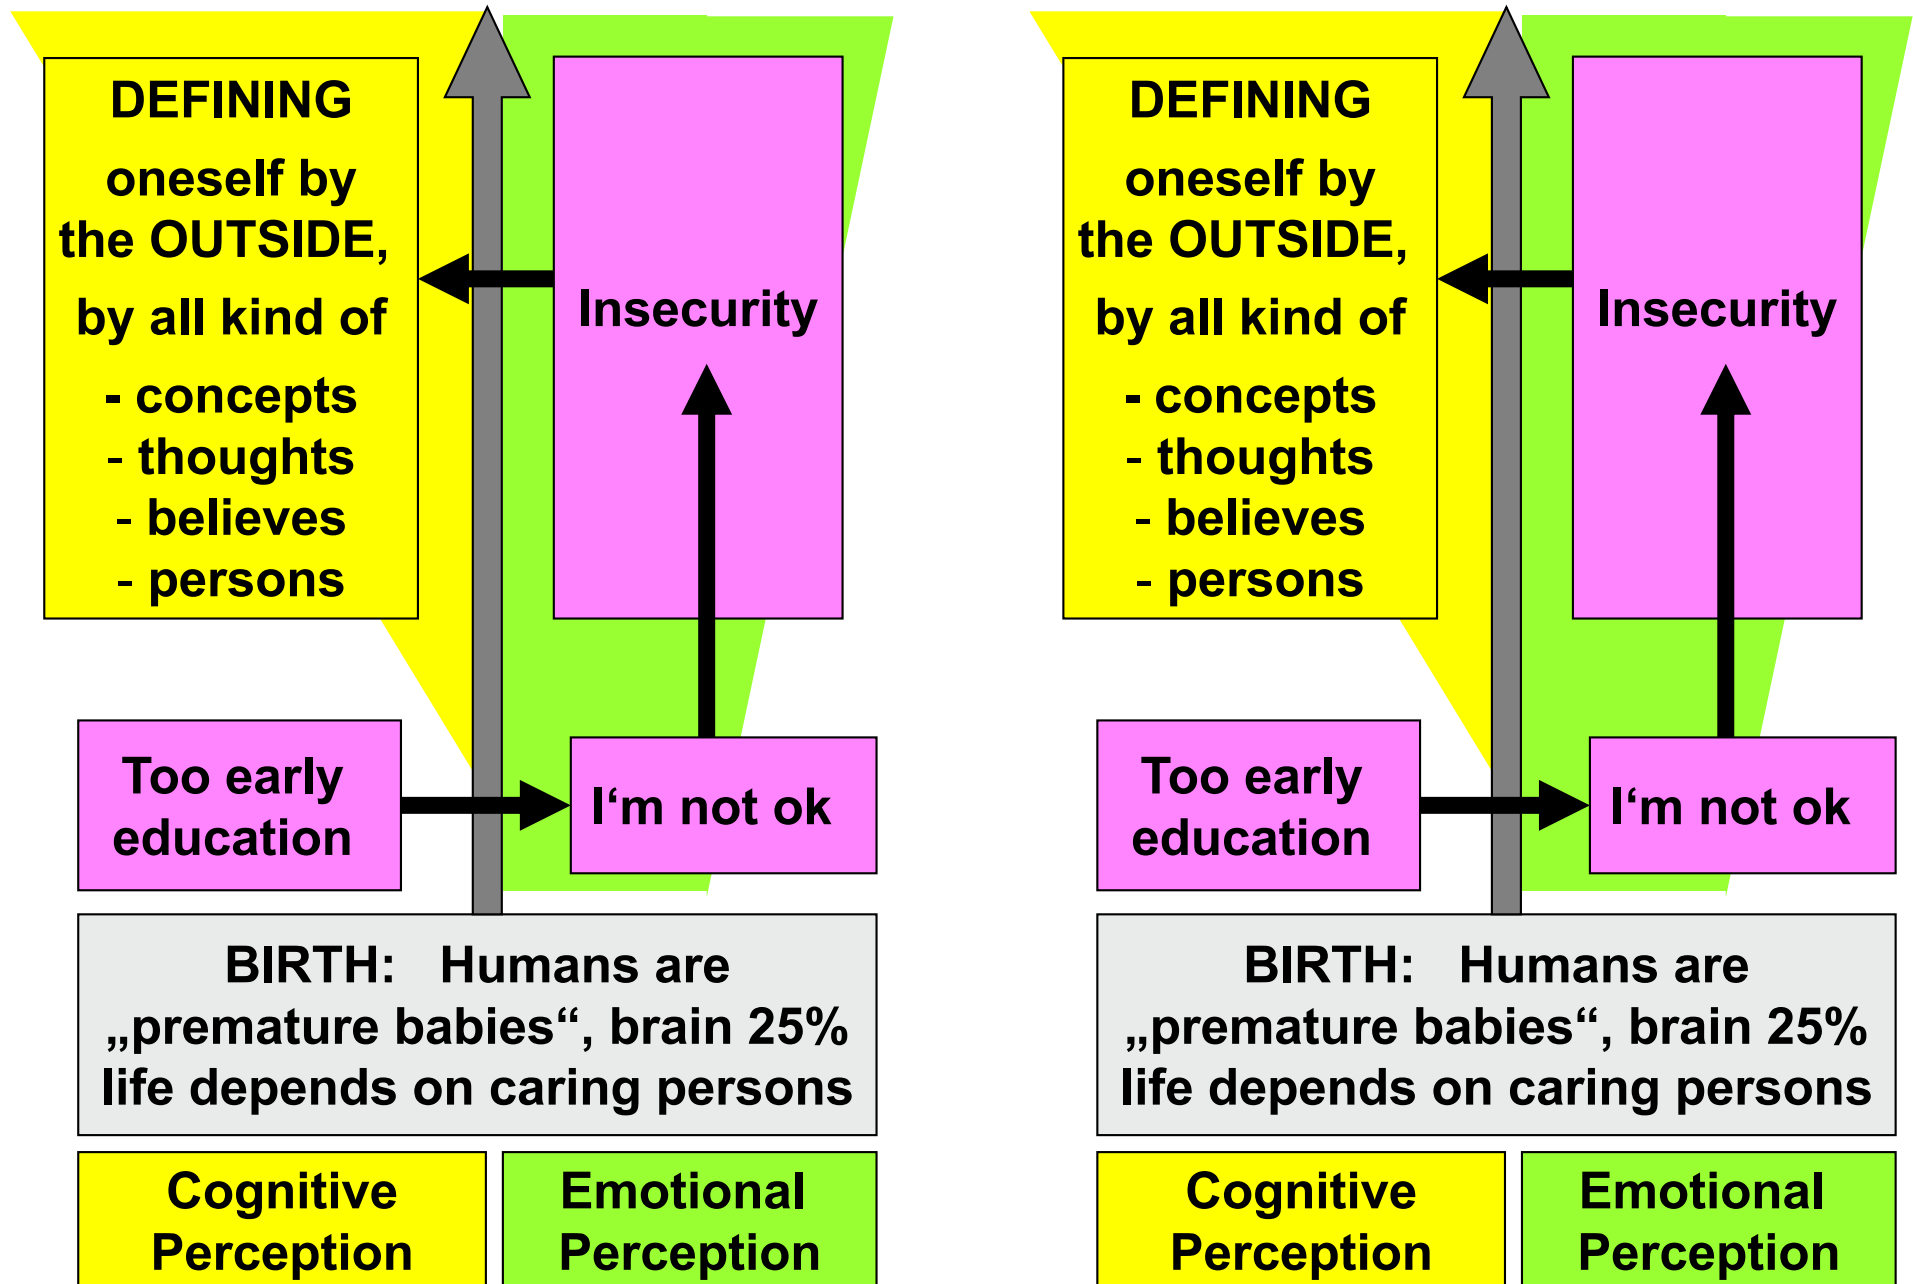 DEFINING
oneself by
the OUTSIDE,
by all kind of
- concepts
- thoughts
- believes
- persons
Insecurity
Too early
education
I‘m not ok
BIRTH:   Humans are
„premature babies“, brain 25%
life depends on caring persons
Cognitive
Perception
Emotional
Perception
DEFINING
oneself by
the OUTSIDE,
by all kind of
- concepts
- thoughts
- believes
- persons
Insecurity
Too early
education
I‘m not ok
BIRTH:   Humans are
„premature babies“, brain 25%
life depends on caring persons
Cognitive
Perception
Emotional
Perception